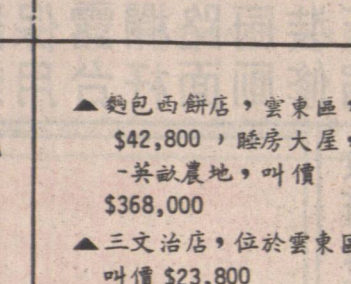 ▲麵包西餅店，雲東區，
$42,800，睡房大屋，
-英畝農地，叫價
$368,000
▲三文治店，位於雲東區
叫價 $23,800